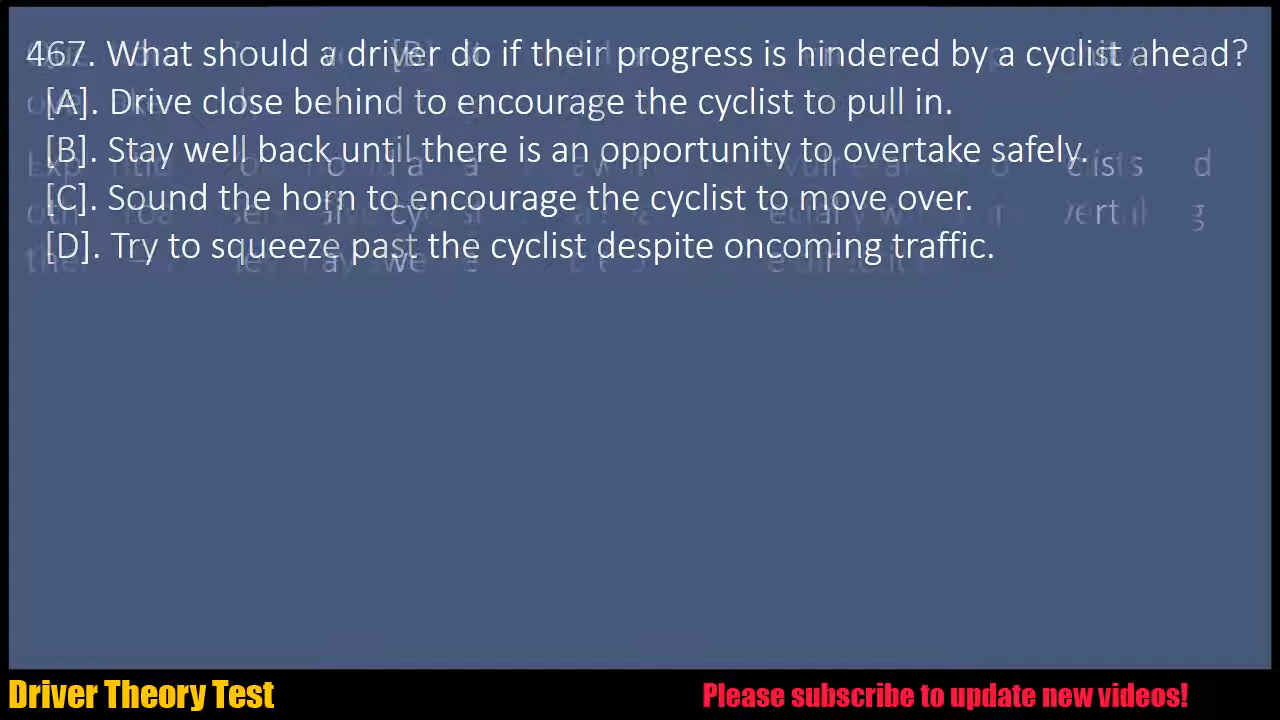 467. What should a driver do if their progress is hindered by a cyclist ahead?
[A]. Drive close behind to encourage the cyclist to pull in.
[B]. Stay well back until there is an opportunity to overtake safely.
[C]. Sound the horn to encourage the cyclist to move over.
[D]. Try to squeeze past the cyclist despite oncoming traffic.
Driver Theory Test
Please subscribe to update new videos!